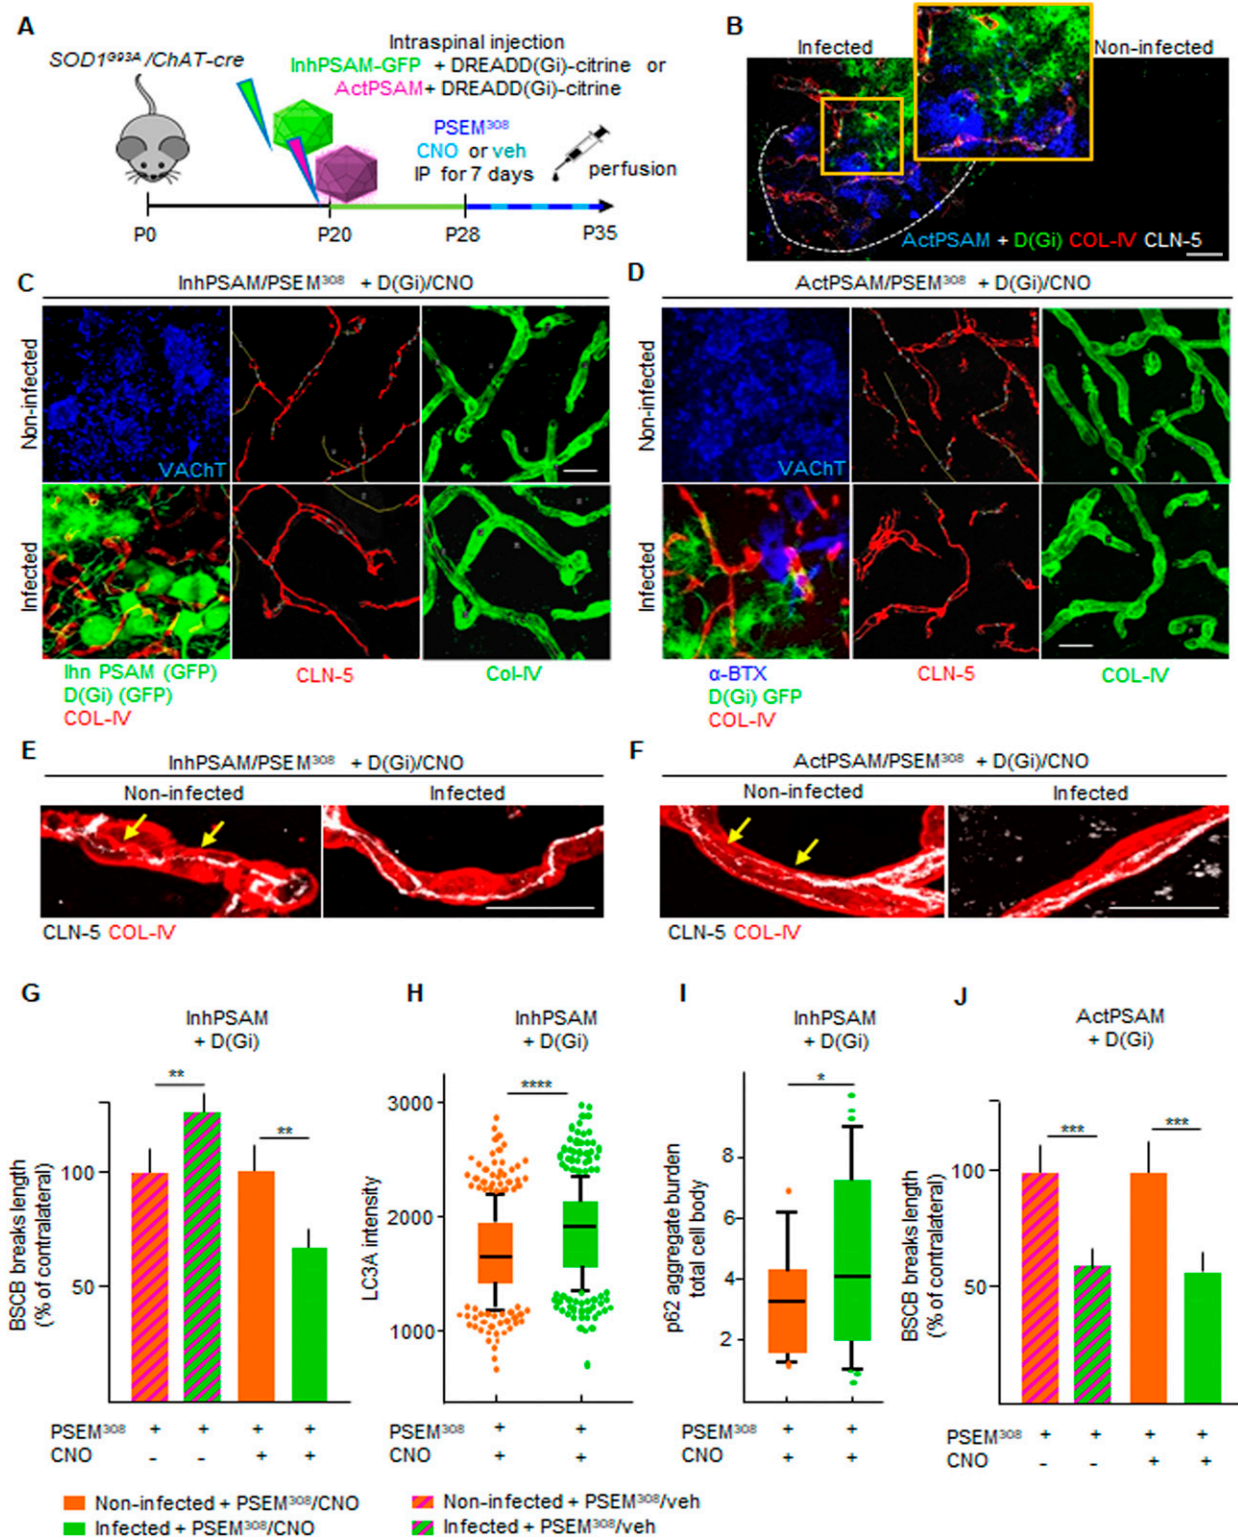 A
SOD1ᴳ⁹³ᴬ/ChAT-cre
Intraspinal injection
InhPSAM-GFP + DREADD(Gi)-citrine or
ActPSAM+ DREADD(Gi)-citrine
PSEM³⁰⁸
CNO or veh
IP for 7 days
perfusion
P0
P20
P28
P35
B
Infected
Non-infected
ActPSAM + D(Gi) COL-IV CLN-5
C
InhPSAM/PSEM³⁰⁸ + D(Gi)/CNO
Non-infected
VAChT
Infected
Ihn PSAM (GFP)
D(Gi) (GFP)
COL-IV
CLN-5
Col-IV
D
ActPSAM/PSEM³⁰⁸ + D(Gi)/CNO
Non-infected
VAChT
Infected
α-BTX
D(Gi) GFP
COL-IV
CLN-5
COL-IV
E
InhPSAM/PSEM³⁰⁸ + D(Gi)/CNO
Non-infected
Infected
CLN-5 COL-IV
F
ActPSAM/PSEM³⁰⁸ + D(Gi)/CNO
Non-infected
Infected
CLN-5 COL-IV
G
InhPSAM
+ D(Gi)
BSCB breaks length
(% of contralateral)
100
50
**
**
PSEM³⁰⁸ + + + +
CNO - - + +
H
InhPSAM
+ D(Gi)
LC3A intensity
3000
2000
1000
****
PSEM³⁰⁸ + +
CNO + +
I
InhPSAM
+ D(Gi)
p62 aggregate burden
total cell body
8
6
4
2
*
PSEM³⁰⁸ + +
CNO + +
J
ActPSAM
+ D(Gi)
BSCB breaks length
(% of contralateral)
100
50
***
***
PSEM³⁰⁸ + + + +
CNO - - + +
Non-infected + PSEM³⁰⁸/CNO
Infected + PSEM³⁰⁸/CNO
Non-infected + PSEM³⁰⁸/veh
Infected + PSEM³⁰⁸/veh